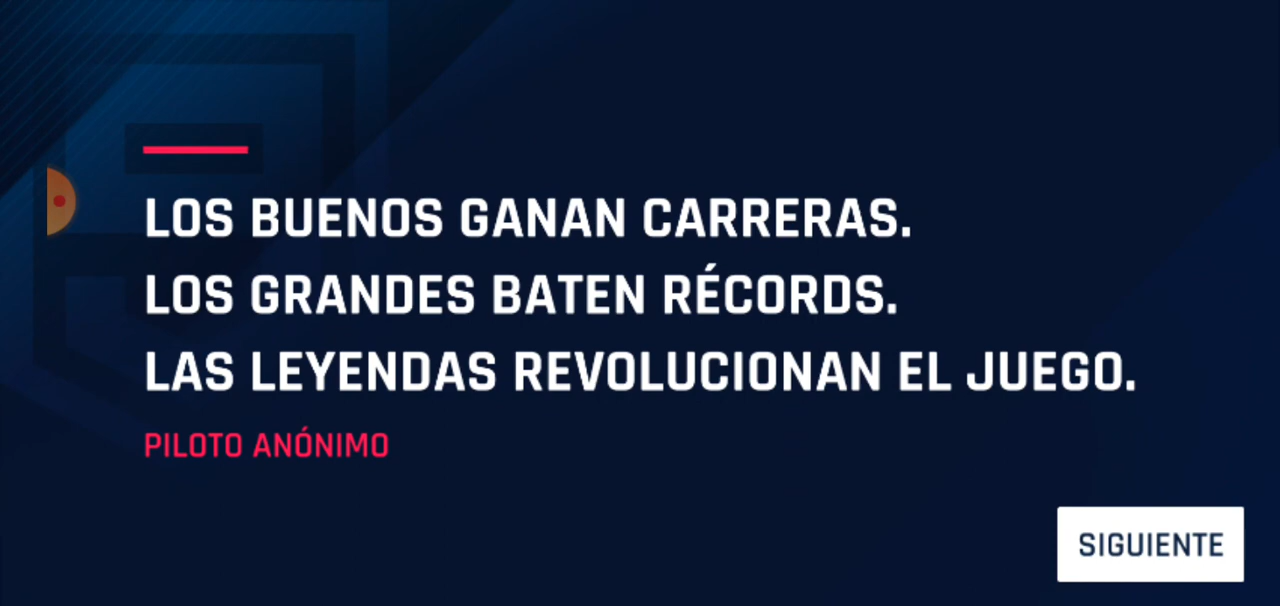 LOS BUENOS GANAN CARRERAS.
LOS GRANDES BATEN RÉCORDS.
LAS LEYENDAS REVOLUCIONAN EL JUEGO.
PILOTO ANÓNIMO
SIGUIENTE